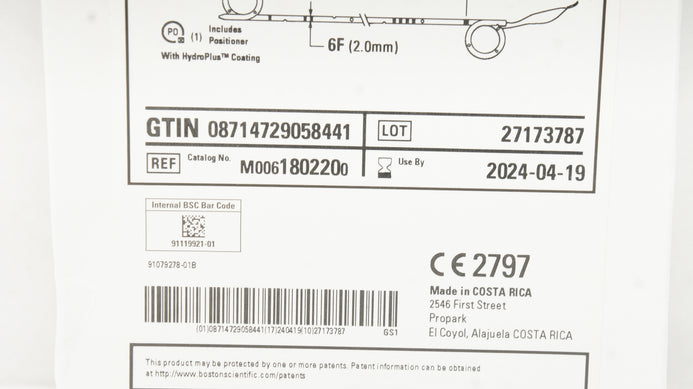 PD (1) Includes
Positioner
With HydroPlus™ Coating
6F (2.0mm)
GTIN 08714729058441
LOT 27173787
REF Catalog No. M0061802200
Use By 2024-04-19
Internal BSC Bar Code
91119921-01
91079278-01B
(01)08714729058441(17)240419(10)27173787 GS1
CE 2797
Made in COSTA RICA
2546 First Street
Propark
El Coyol, Alajuela COSTA RICA
This product may be protected by one or more patents. Patent information can be obtained
at http://www.bostonscientific.com/patents